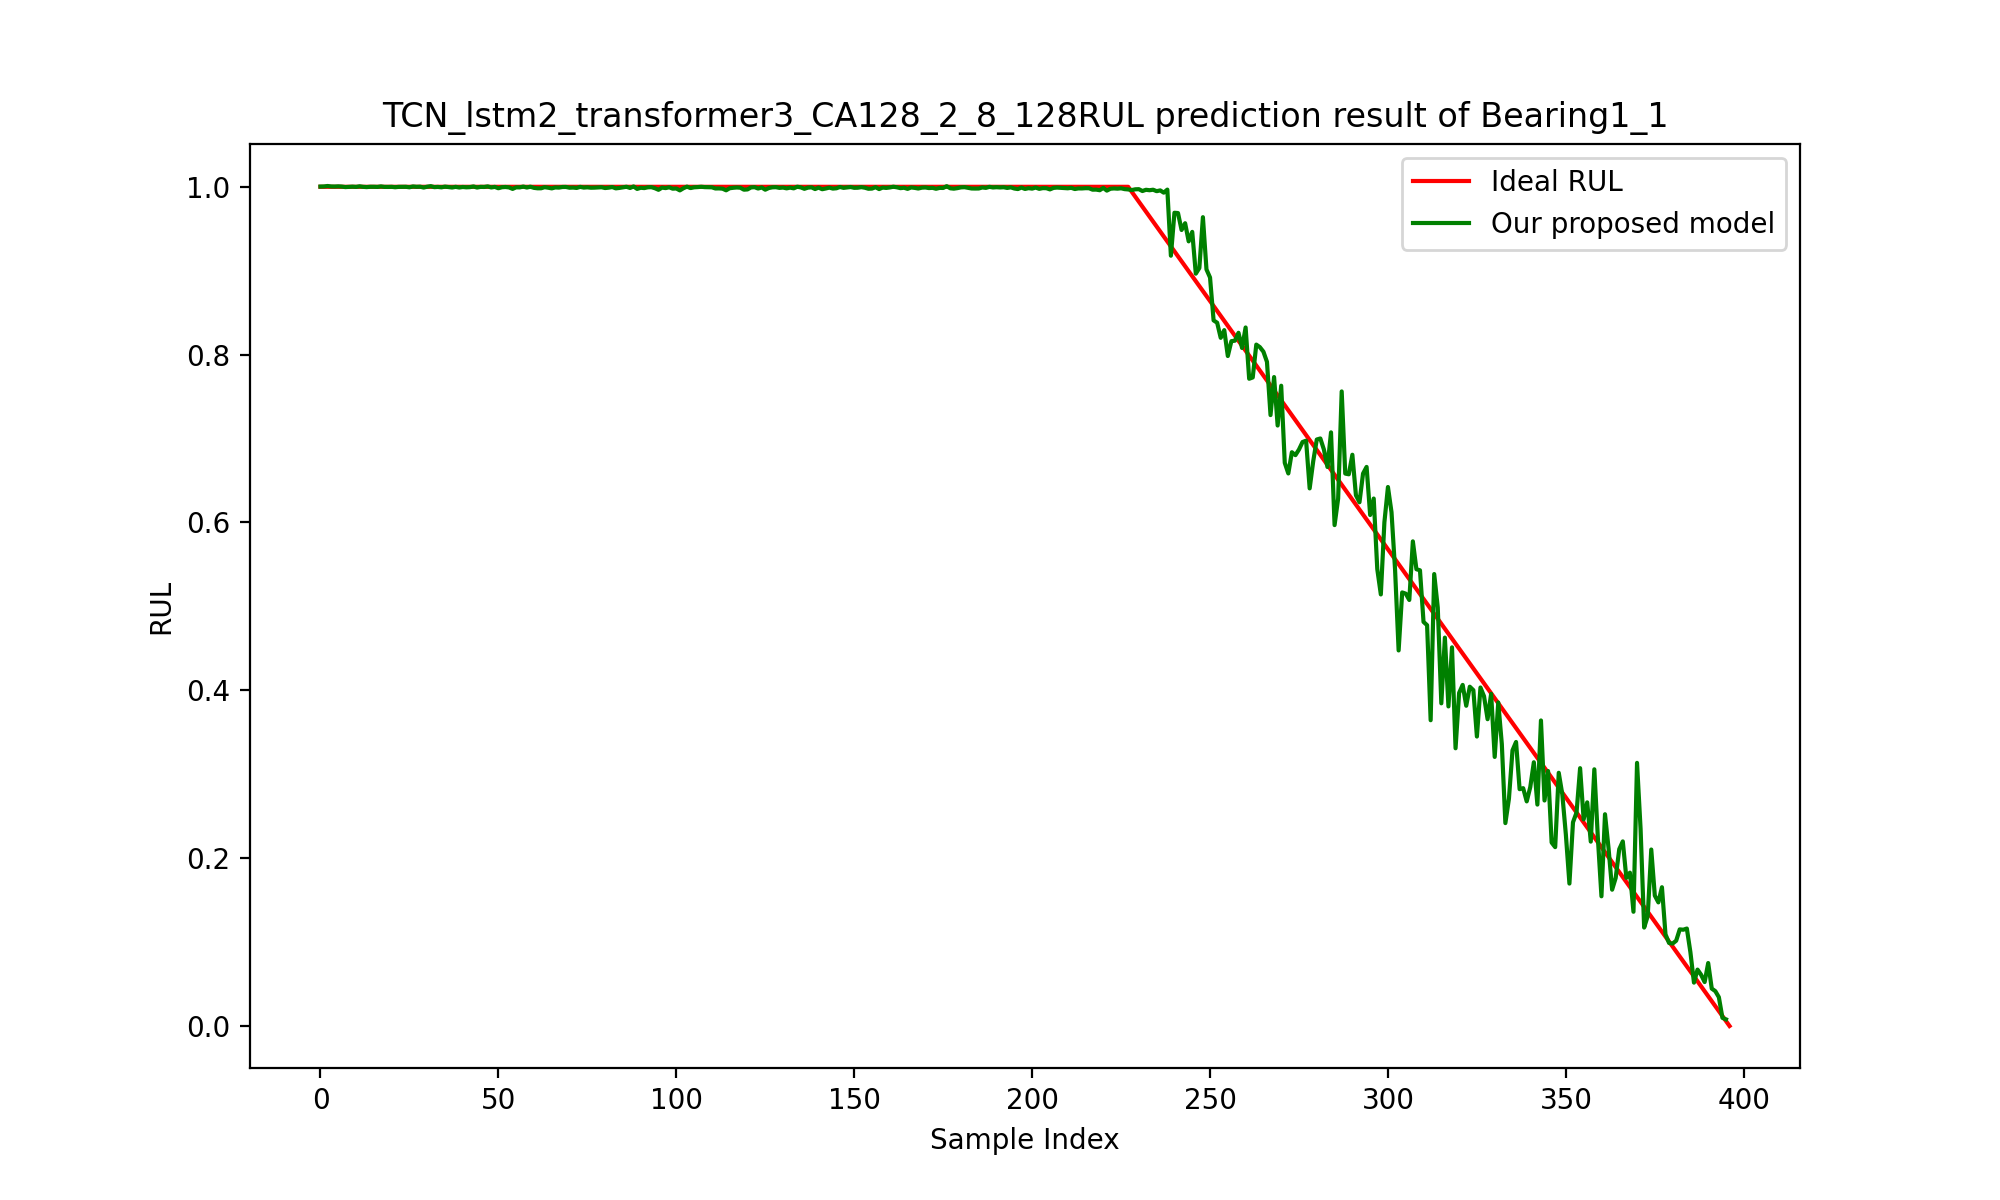 TCN_lstm2_transformer3_CA128_2_8_128RUL prediction result of Bearing1_1
Ideal RUL
Our proposed model
1.0
0.8
0.6
0.4
0.2
0.0
RUL
0 50 100 150 200 250 300 350 400
Sample Index